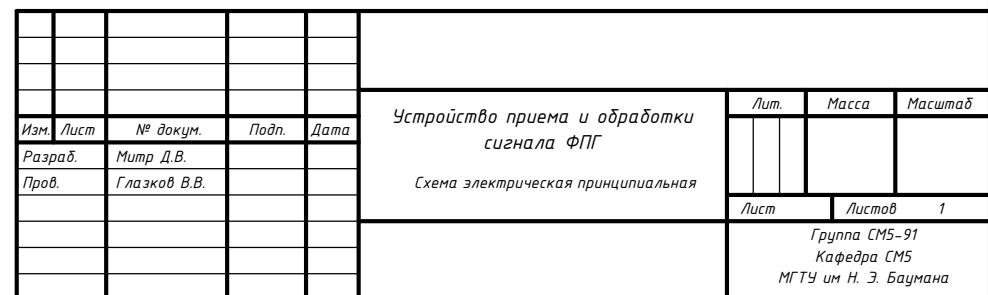 Изм. Лист № докум. Подп. Дата
Разраб. Митр Д.В.
Пров. Глазков В.В.
Устройство приема и обработки
сигнала ФПГ
Схема электрическая принципиальная
Лит. Масса Масштаб
Лист Листов 1
Группа СМ5-91
Кафедра СМ5
МГТУ им Н. Э. Баумана